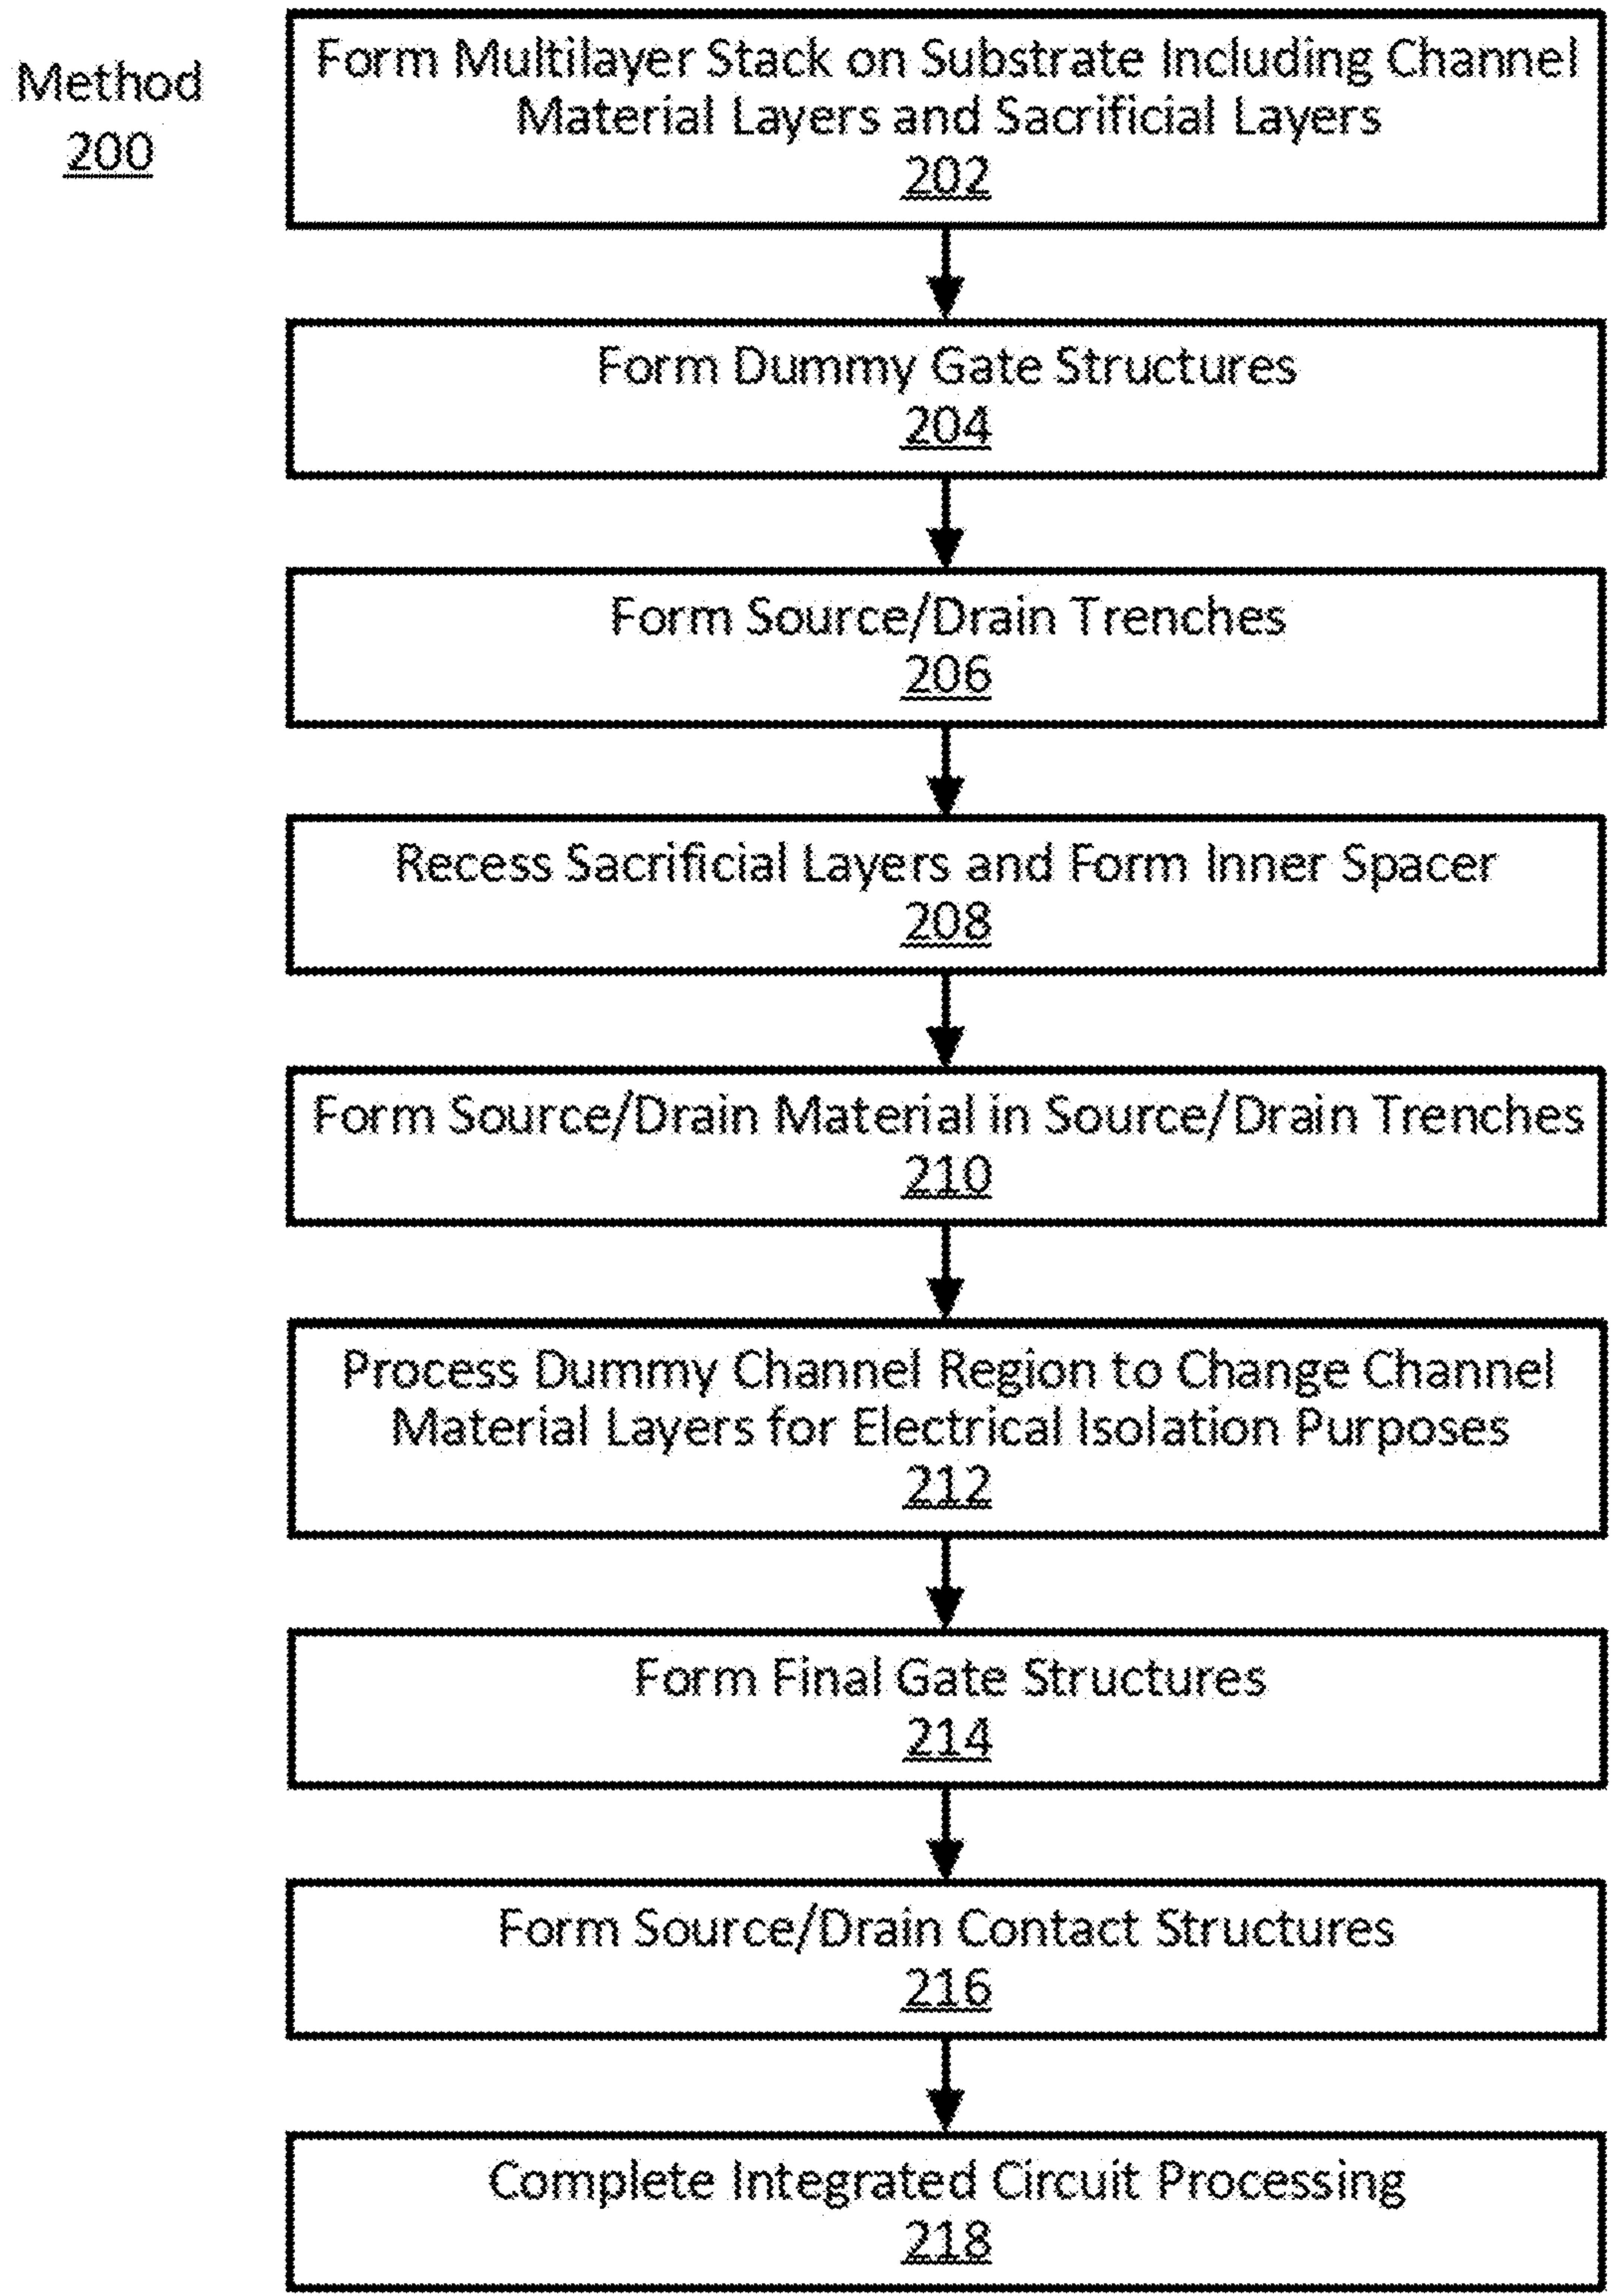 Method
200
Form Multilayer Stack on Substrate Including Channel
Material Layers and Sacrificial Layers
202
Form Dummy Gate Structures
204
Form Source/Drain Trenches
206
Recess Sacrificial Layers and Form Inner Spacer
208
Form Source/Drain Material in Source/Drain Trenches
210
Process Dummy Channel Region to Change Channel
Material Layers for Electrical Isolation Purposes
212
Form Final Gate Structures
214
Form Source/Drain Contact Structures
216
Complete Integrated Circuit Processing
218